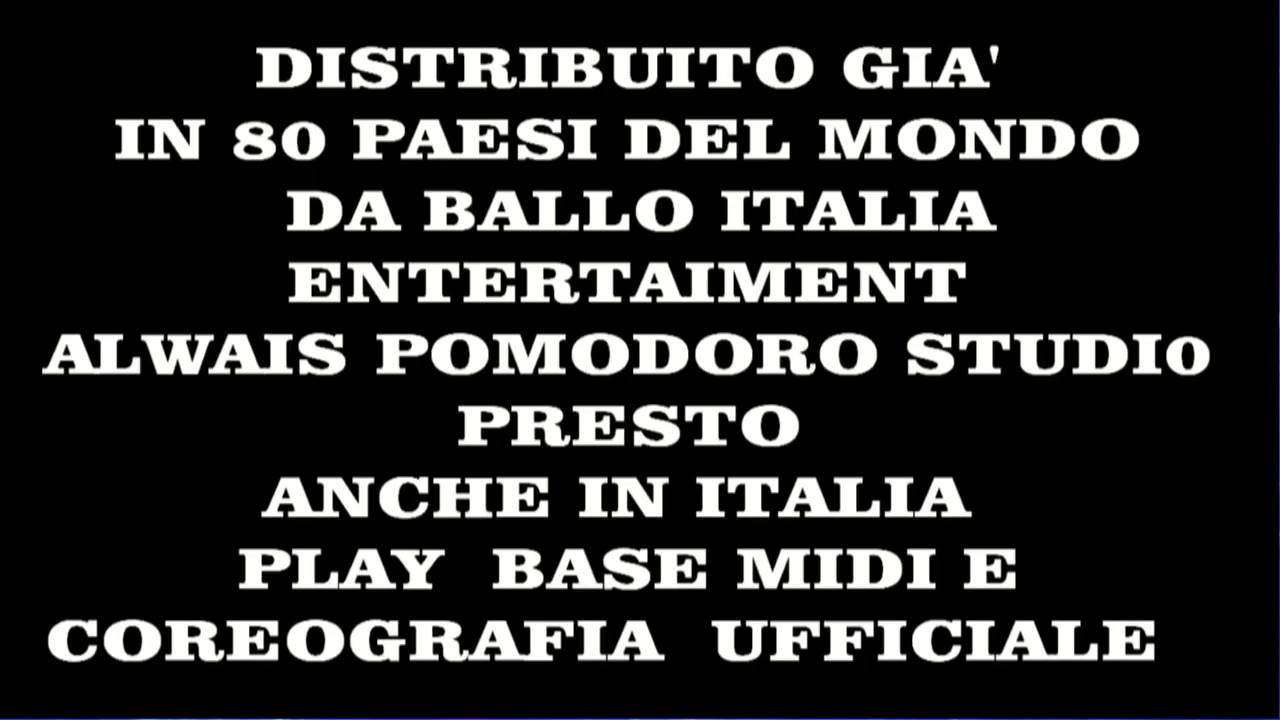 DISTRIBUITO GIA'
IN 80 PAESI DEL MONDO
DA BALLO ITALIA
ENTERTAIMENT
ALWAIS POMODORO STUDI0
PRESTO
ANCHE IN ITALIA
PLAY BASE MIDI E
COREOGRAFIA UFFICIALE